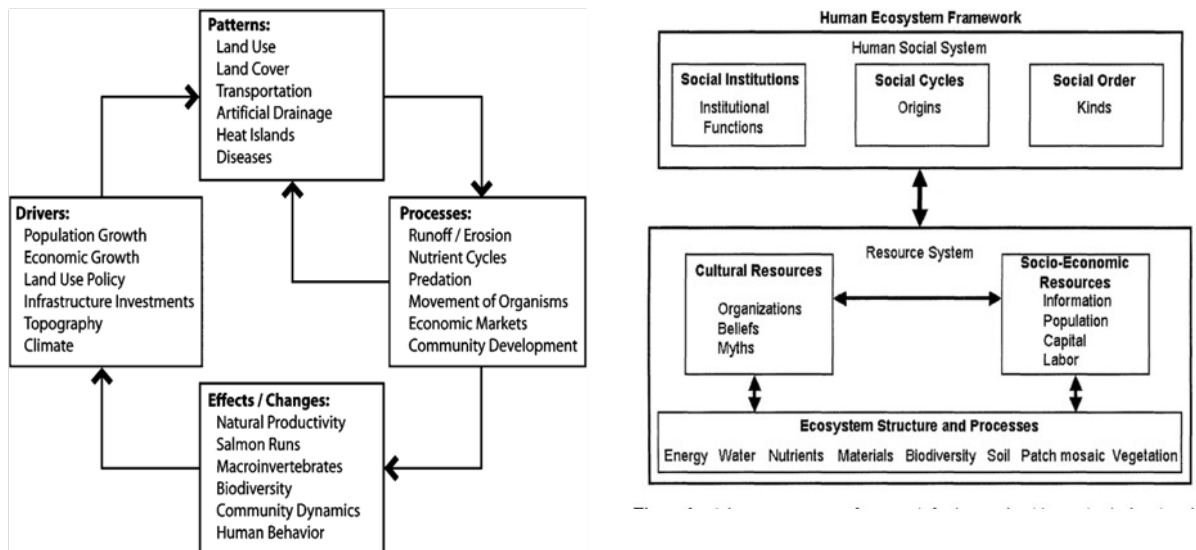 Patterns:
Land Use
Land Cover
Transportation
Artificial Drainage
Heat Islands
Diseases
Drivers:
Population Growth
Economic Growth
Land Use Policy
Infrastructure Investments
Topography
Climate
Processes:
Runoff / Erosion
Nutrient Cycles
Predation
Movement of Organisms
Economic Markets
Community Development
Effects / Changes:
Natural Productivity
Salmon Runs
Macroinvertebrates
Biodiversity
Community Dynamics
Human Behavior
Human Ecosystem Framework
Human Social System
Social Institutions
Institutional
Functions
Social Cycles
Origins
Social Order
Kinds
Resource System
Cultural Resources
Organizations
Beliefs
Myths
Socio-Economic
Resources
Information
Population
Capital
Labor
Ecosystem Structure and Processes
Energy Water Nutrients Materials Biodiversity Soil Patch mosaic Vegetation